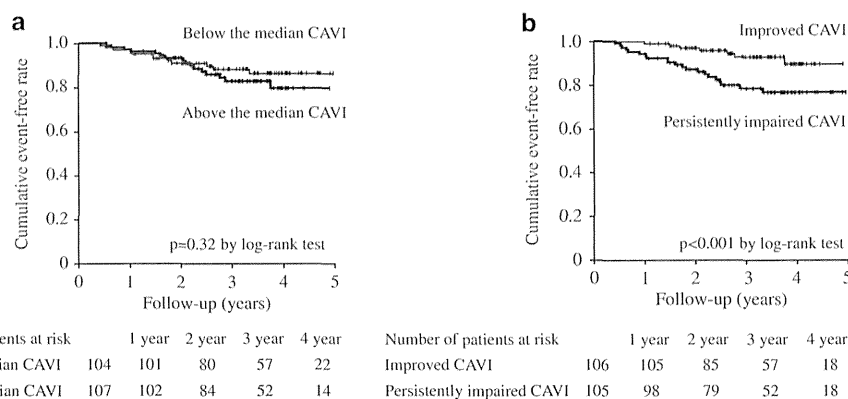 a
Below the median CAVI
1.0
0.8
0.6
0.4
0.2
0
Cumulative event-free rate
Above the median CAVI
p=0.32 by log-rank test
0 1 2 3 4 5
Follow-up (years)
ents at risk 1 year 2 year 3 year 4 year
ian CAVI 104 101 80 57 22
ian CAVI 107 102 84 52 14
b
Improved CAVI
1.0
0.8
0.6
0.4
0.2
0
Cumulative event-free rate
Persistently impaired CAVI
p<0.001 by log-rank test
0 1 2 3 4 5
Follow-up (years)
Number of patients at risk 1 year 2 year 3 year 4 year
Improved CAVI 106 105 85 57 18
Persistently impaired CAVI 105 98 79 52 18